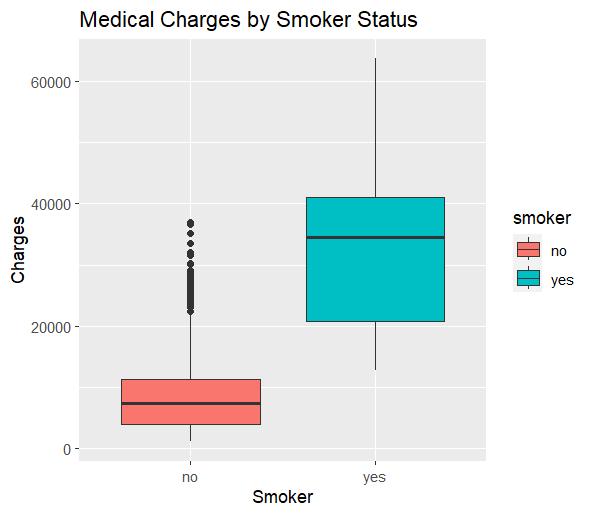 Medical Charges by Smoker Status
60000
40000
20000
0
Charges
no
yes
Smoker
smoker
no
yes